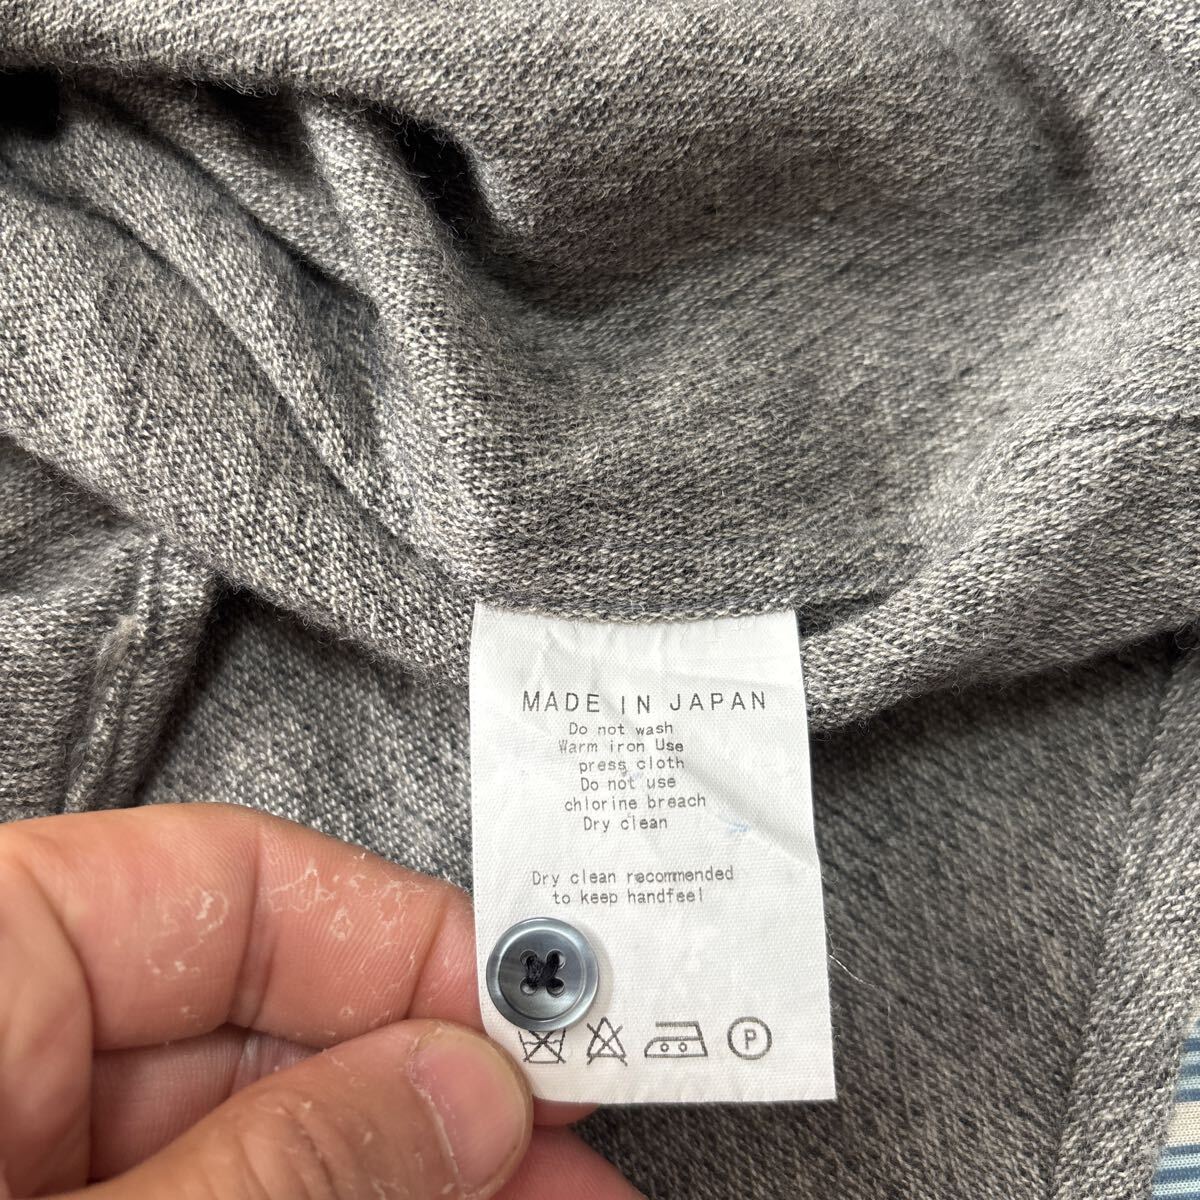 MADE IN JAPAN
Do not wash
Warm iron Use
press cloth
Do not use
chlorine breach
Dry clean
Dry clean recommended
to keep handfeel
P